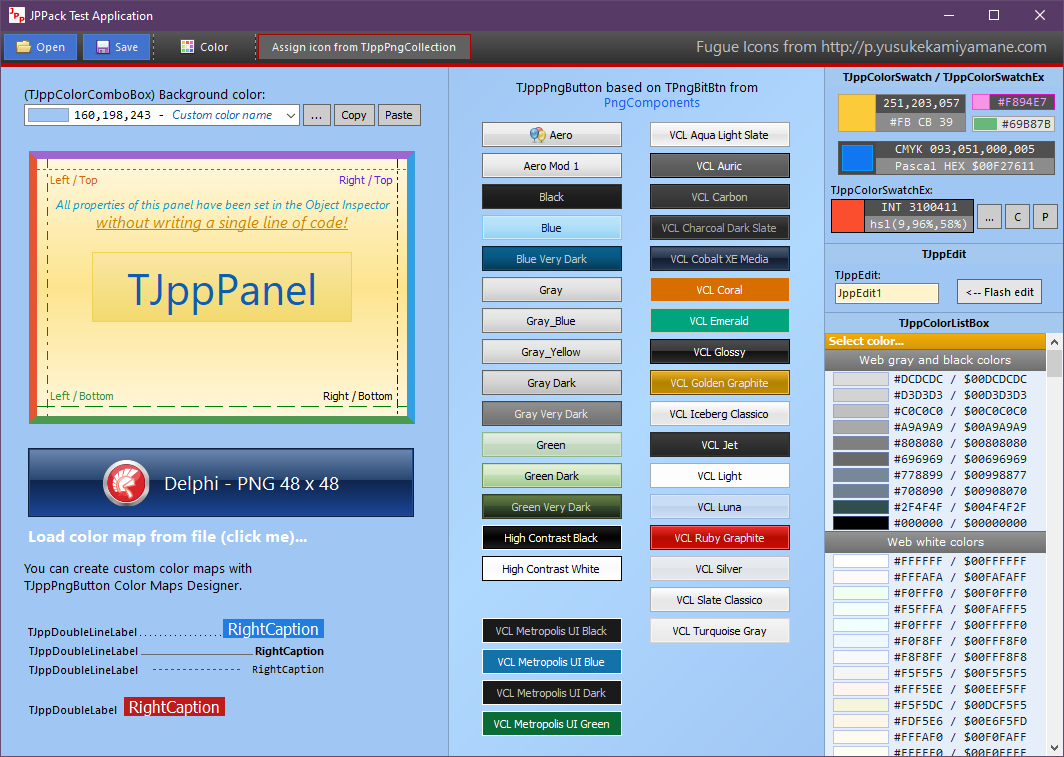 JPPack Test Application
Open
Save
Color
Assign icon from TJppPngCollection
Fugue Icons from http://p.yusukekamiyamane.com
(TJppColorComboBox) Background color:
160,198,243 - Custom color name
...
Copy
Paste
Left / Top
Right / Top
All properties of this panel have been set in the Object Inspector
without writing a single line of code!
TJppPanel
Left / Bottom
Right / Bottom
Delphi - PNG 48 x 48
Load color map from file (click me)...
You can create custom color maps with
TJppPngButton Color Maps Designer.
TJppDoubleLineLabel
RightCaption
TJppDoubleLineLabel
RightCaption
TJppDoubleLineLabel
RightCaption
TJppDoubleLabel
RightCaption
TJppPngButton based on TPngBitBtn from
PngComponents
Aero
Aero Mod 1
Black
Blue
Blue Very Dark
Gray
Gray_Blue
Gray_Yellow
Gray Dark
Gray Very Dark
Green
Green Dark
Green Very Dark
High Contrast Black
High Contrast White
VCL Metropolis UI Black
VCL Metropolis UI Blue
VCL Metropolis UI Dark
VCL Metropolis UI Green
VCL Aqua Light Slate
VCL Auric
VCL Carbon
VCL Charcoal Dark Slate
VCL Cobalt XE Media
VCL Coral
VCL Emerald
VCL Glossy
VCL Golden Graphite
VCL Iceberg Classico
VCL Jet
VCL Light
VCL Luna
VCL Ruby Graphite
VCL Silver
VCL Slate Classico
VCL Turquoise Gray
TJppColorSwatch / TJppColorSwatchEx
251,203,057
#FB CB 39
#F894E7
#69B87B
CMYK 093,051,000,005
Pascal HEX $00F27611
TJppColorSwatchEx:
INT 3100411
hsl(9,96%,58%)
...
C
P
TJppEdit
TJppEdit:
JppEdit1
<-- Flash edit
TJppColorListBox
Select color...
Web gray and black colors
#DCDCDC / $00DCDCDC
#D3D3D3 / $00D3D3D3
#C0C0C0 / $00C0C0C0
#A9A9A9 / $00A9A9A9
#808080 / $00808080
#696969 / $00696969
#778899 / $00998877
#708090 / $00908070
#2F4F4F / $004F4F2F
#000000 / $00000000
Web white colors
#FFFFFF / $00FFFFFF
#FFFAFA / $00FAFAFF
#F0FFF0 / $00F0FFF0
#F5FFFA / $00FAFFF5
#F0FFFF / $00FFFFF0
#F0F8FF / $00FFF8F0
#F8F8FF / $00FFF8F8
#F5F5F5 / $00F5F5F5
#FFF5EE / $00EEF5FF
#F5F5DC / $00DCF5F5
#FDF5E6 / $00E6F5FD
#FFFAF0 / $00F0FAFF
#FFFFF0 / $00F0FFFF